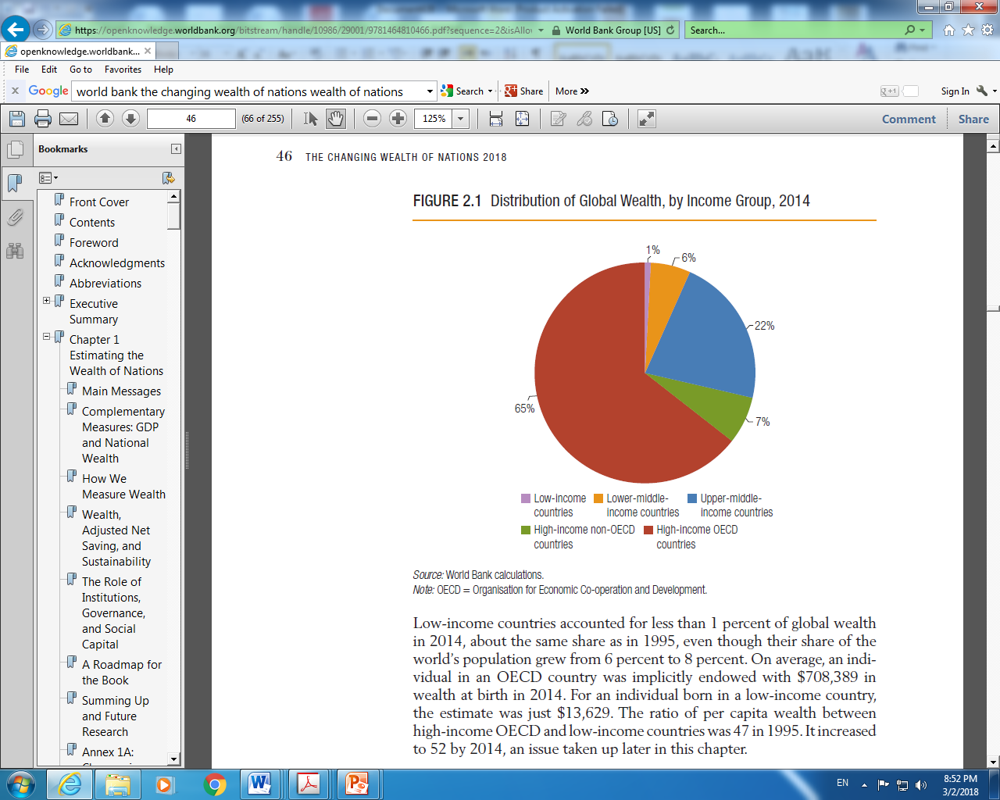 https://openknowledge.worldbank.org/bitstream/handle/10986/29001/9781464810466.pdf?sequence=2&isAllo
World Bank Group [US]
Search...
openknowledge.worldbank...
File Edit Go to Favorites Help
x Google world bank the changing wealth of nations wealth of nations Search Share More »
g+1 Sign In
46 (66 of 255) 125% Comment Share
Bookmarks
Front Cover
Contents
Foreword
Acknowledgments
Abbreviations
Executive
Summary
Chapter 1
Estimating the
Wealth of Nations
Main Messages
Complementary
Measures: GDP
and National
Wealth
How We
Measure Wealth
Wealth,
Adjusted Net
Saving, and
Sustainability
The Role of
Institutions,
Governance,
and Social
Capital
A Roadmap for
the Book
Summing Up
and Future
Research
Annex 1A:
46 THE CHANGING WEALTH OF NATIONS 2018
FIGURE 2.1 Distribution of Global Wealth, by Income Group, 2014
1%
6%
22%
65%
7%
Low-income
countries
Lower-middle-
income countries
Upper-middle-
income countries
High-income non-OECD
countries
High-income OECD
countries
Source: World Bank calculations.
Note: OECD = Organisation for Economic Co-operation and Development.
Low-income countries accounted for less than 1 percent of global wealth
in 2014, about the same share as in 1995, even though their share of the
world's population grew from 6 percent to 8 percent. On average, an indi-
vidual in an OECD country was implicitly endowed with $708,389 in
wealth at birth in 2014. For an individual born in a low-income country,
the estimate was just $13,629. The ratio of per capita wealth between
high-income OECD and low-income countries was 47 in 1995. It increased
to 52 by 2014, an issue taken up later in this chapter.
EN
8:52 PM
3/2/2018